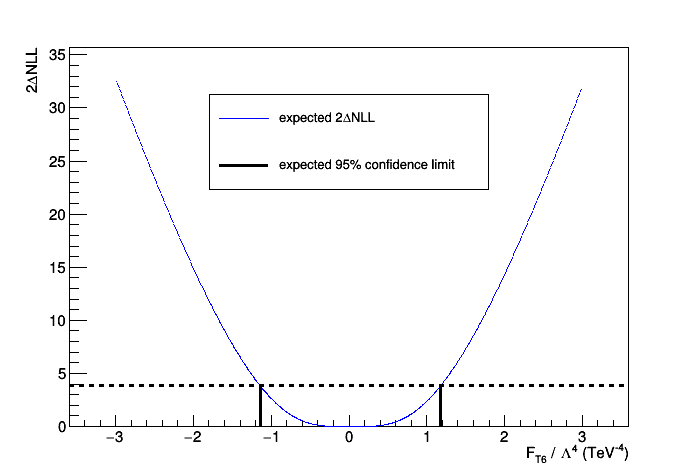 2ΔNLL
35
30
25
20
15
10
5
0
expected 2ΔNLL
expected 95% confidence limit
−3 −2 −1 0 1 2 3
F_T6 / Λ^4 (TeV^-4)